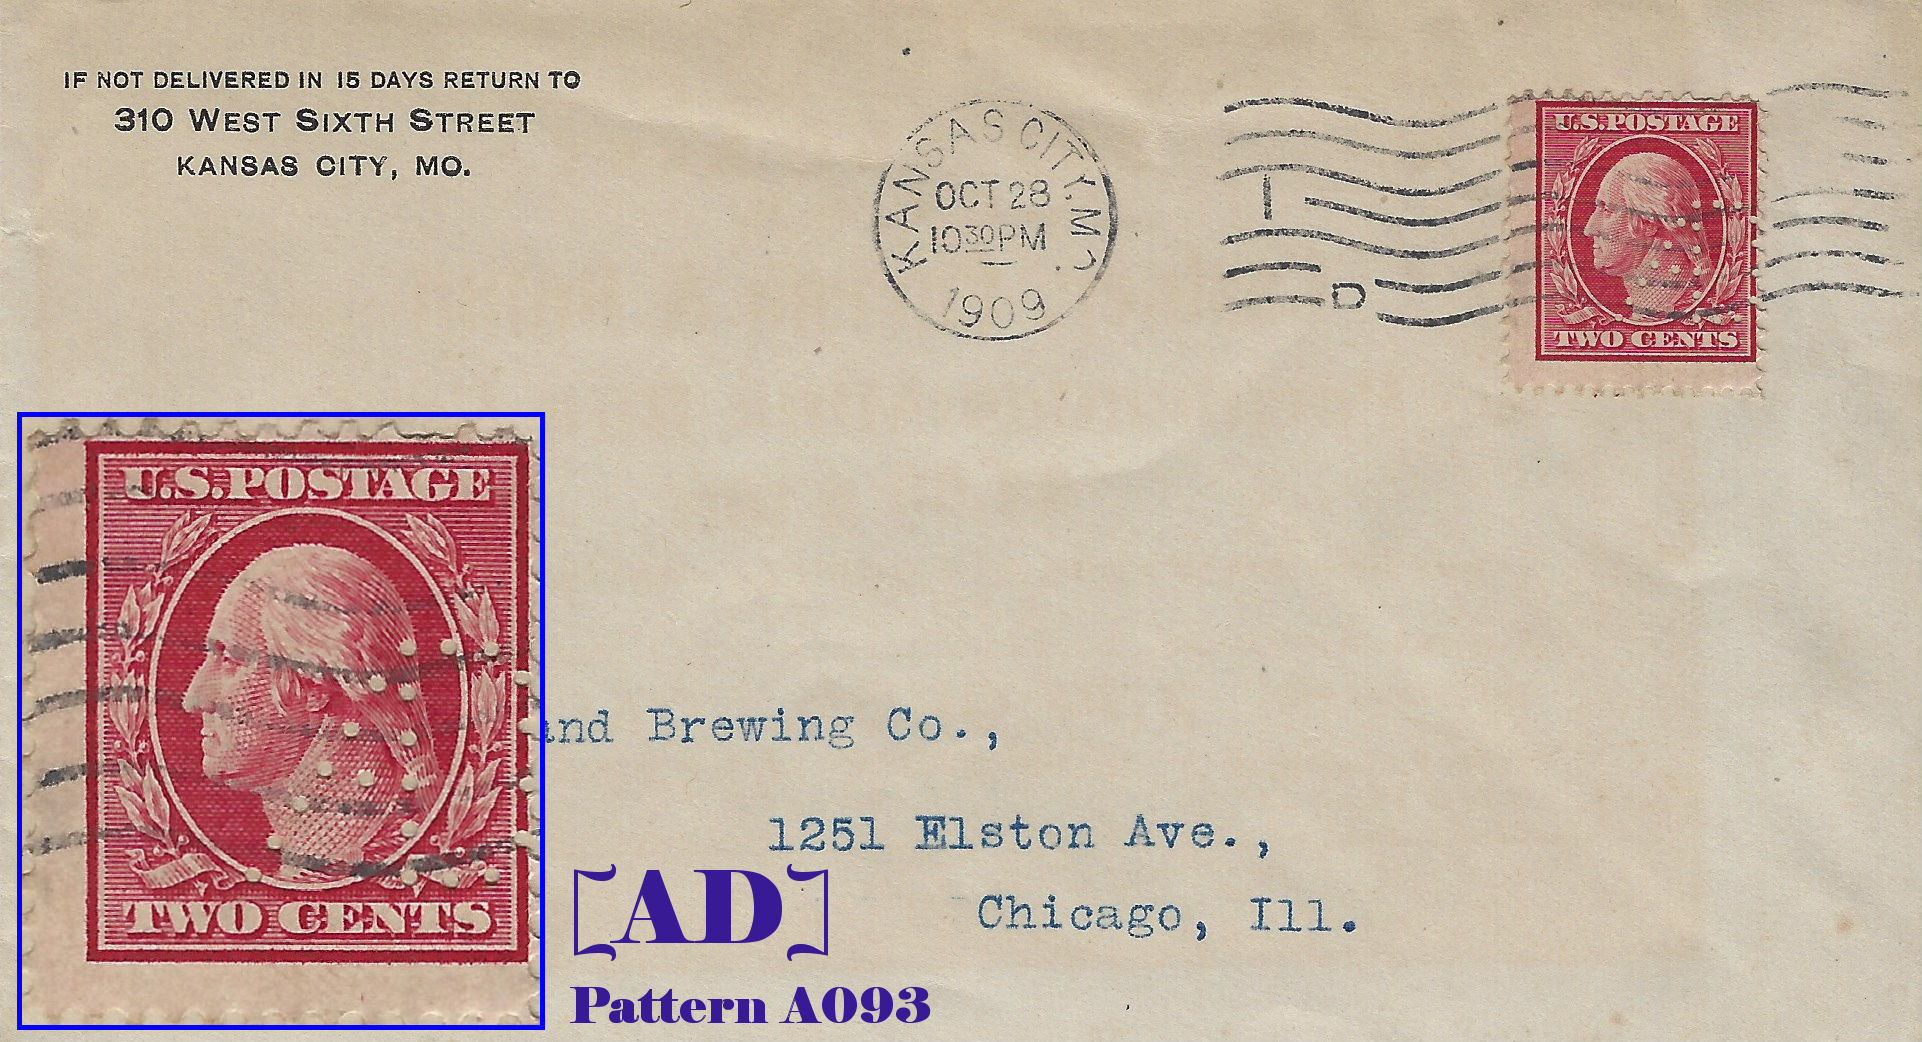 IF NOT DELIVERED IN 15 DAYS RETURN TO
310 WEST SIXTH STREET
KANSAS CITY, MO.
KANSAS CITY, MO.
OCT 28
10 30 PM
1909
I
D
U.S. POSTAGE
TWO CENTS
U.S. POSTAGE
TWO CENTS
and Brewing Co.,
1251 Elston Ave.,
Chicago, Ill.
[AD]
Pattern A093